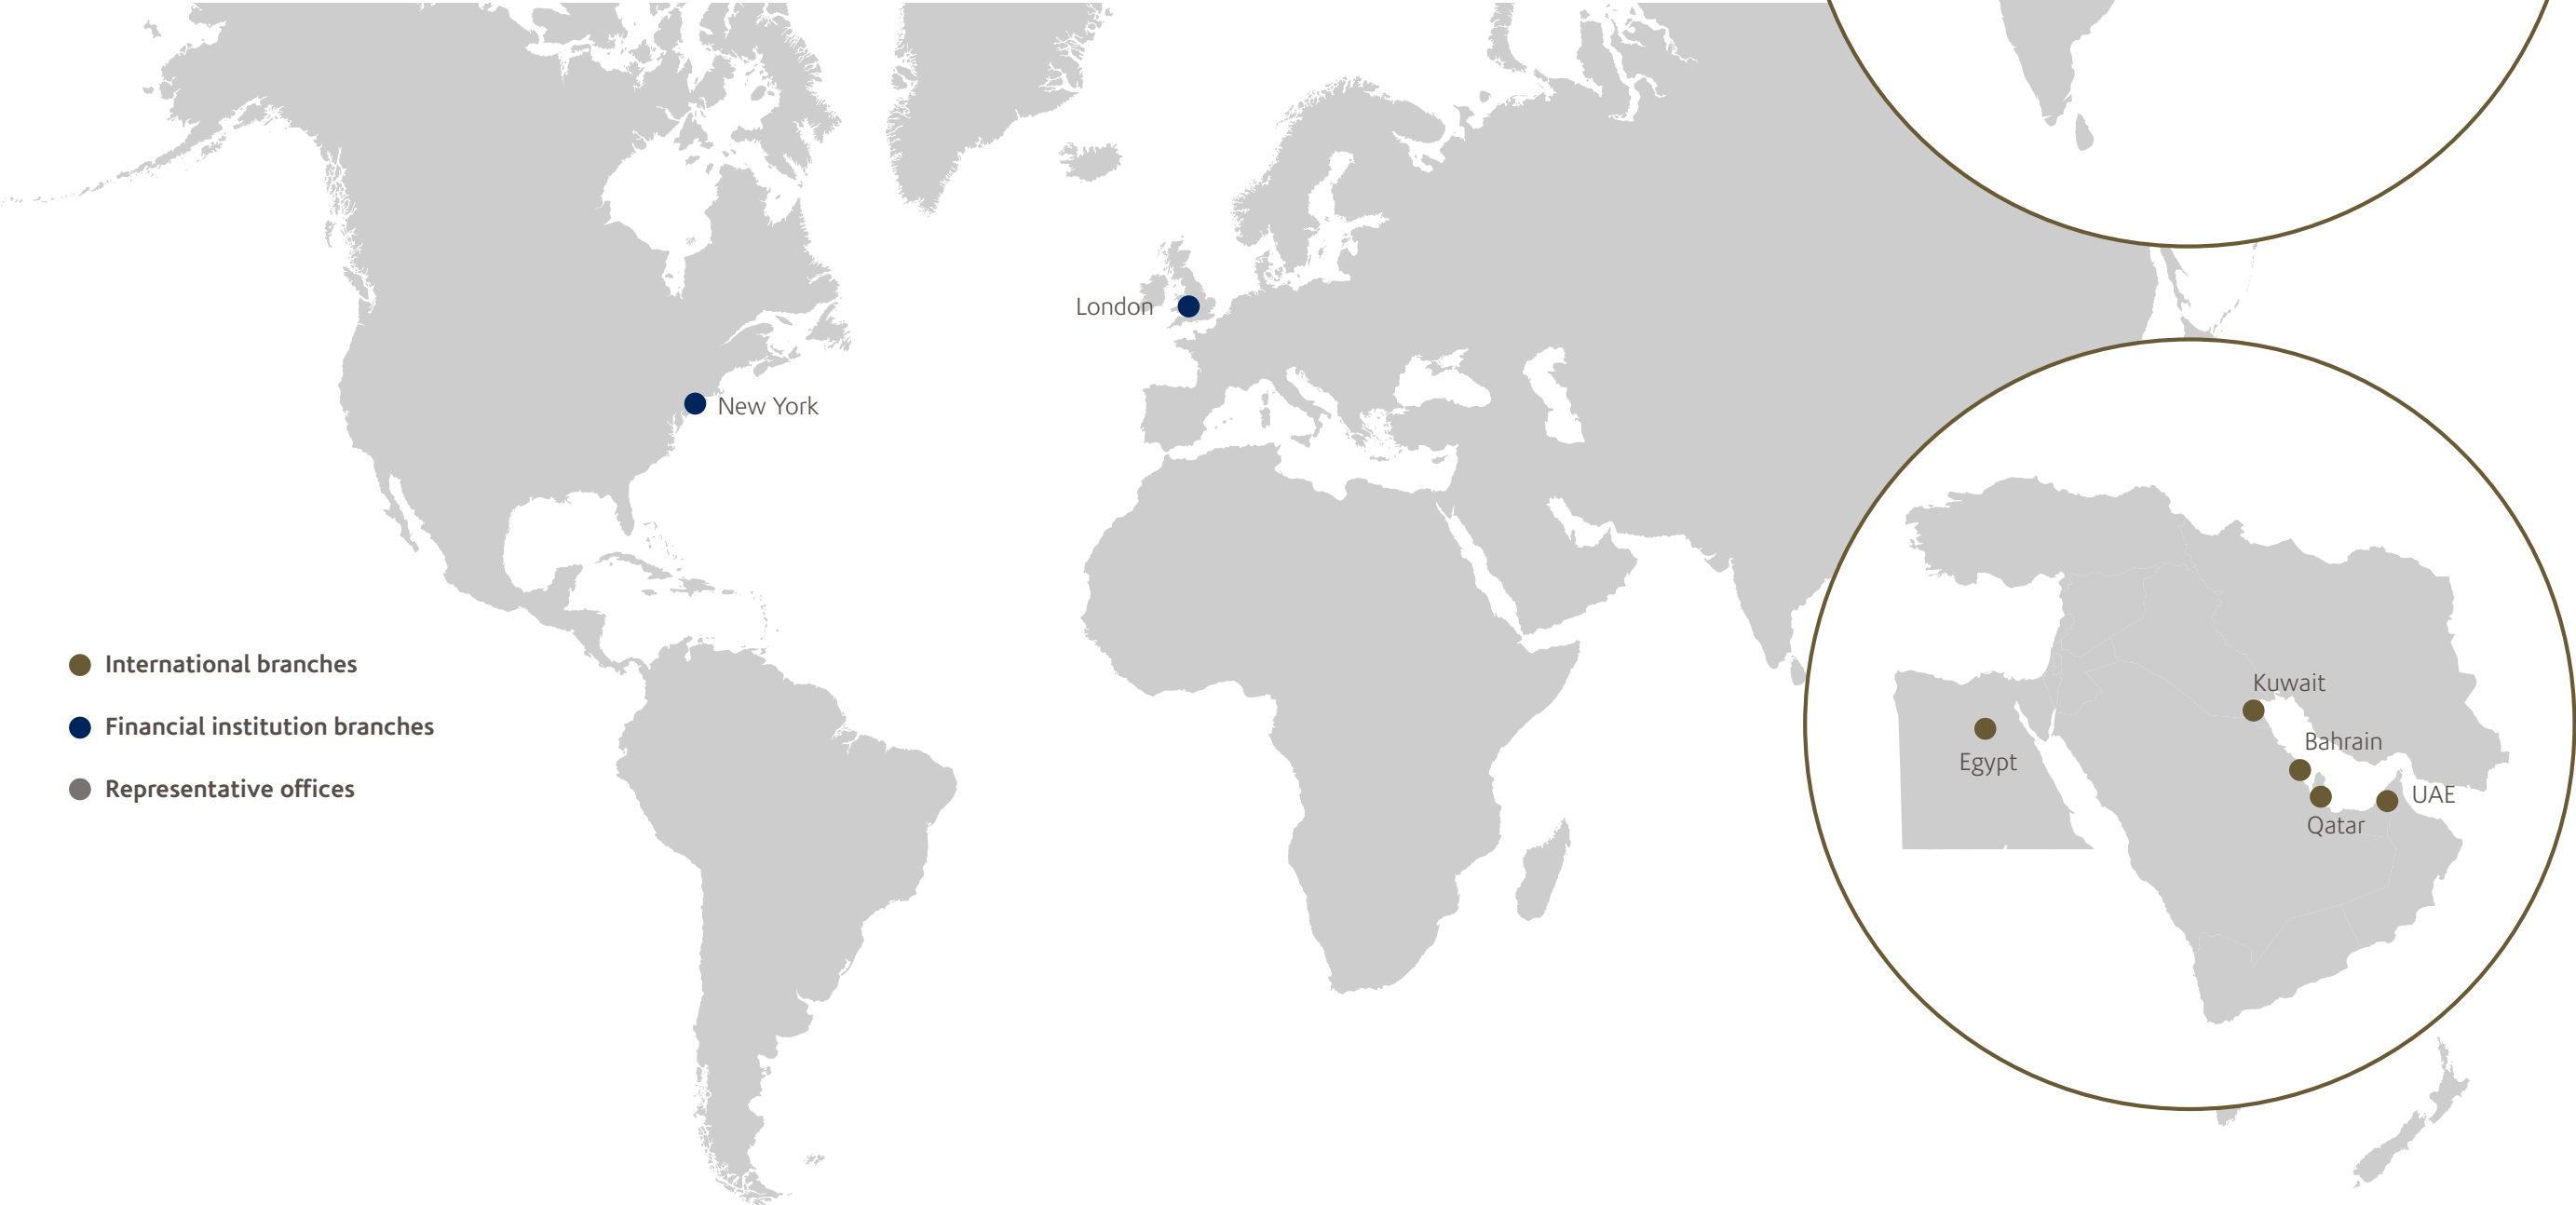 London
New York
International branches
Financial institution branches
Representative offices
Kuwait
Bahrain
Egypt
UAE
Qatar